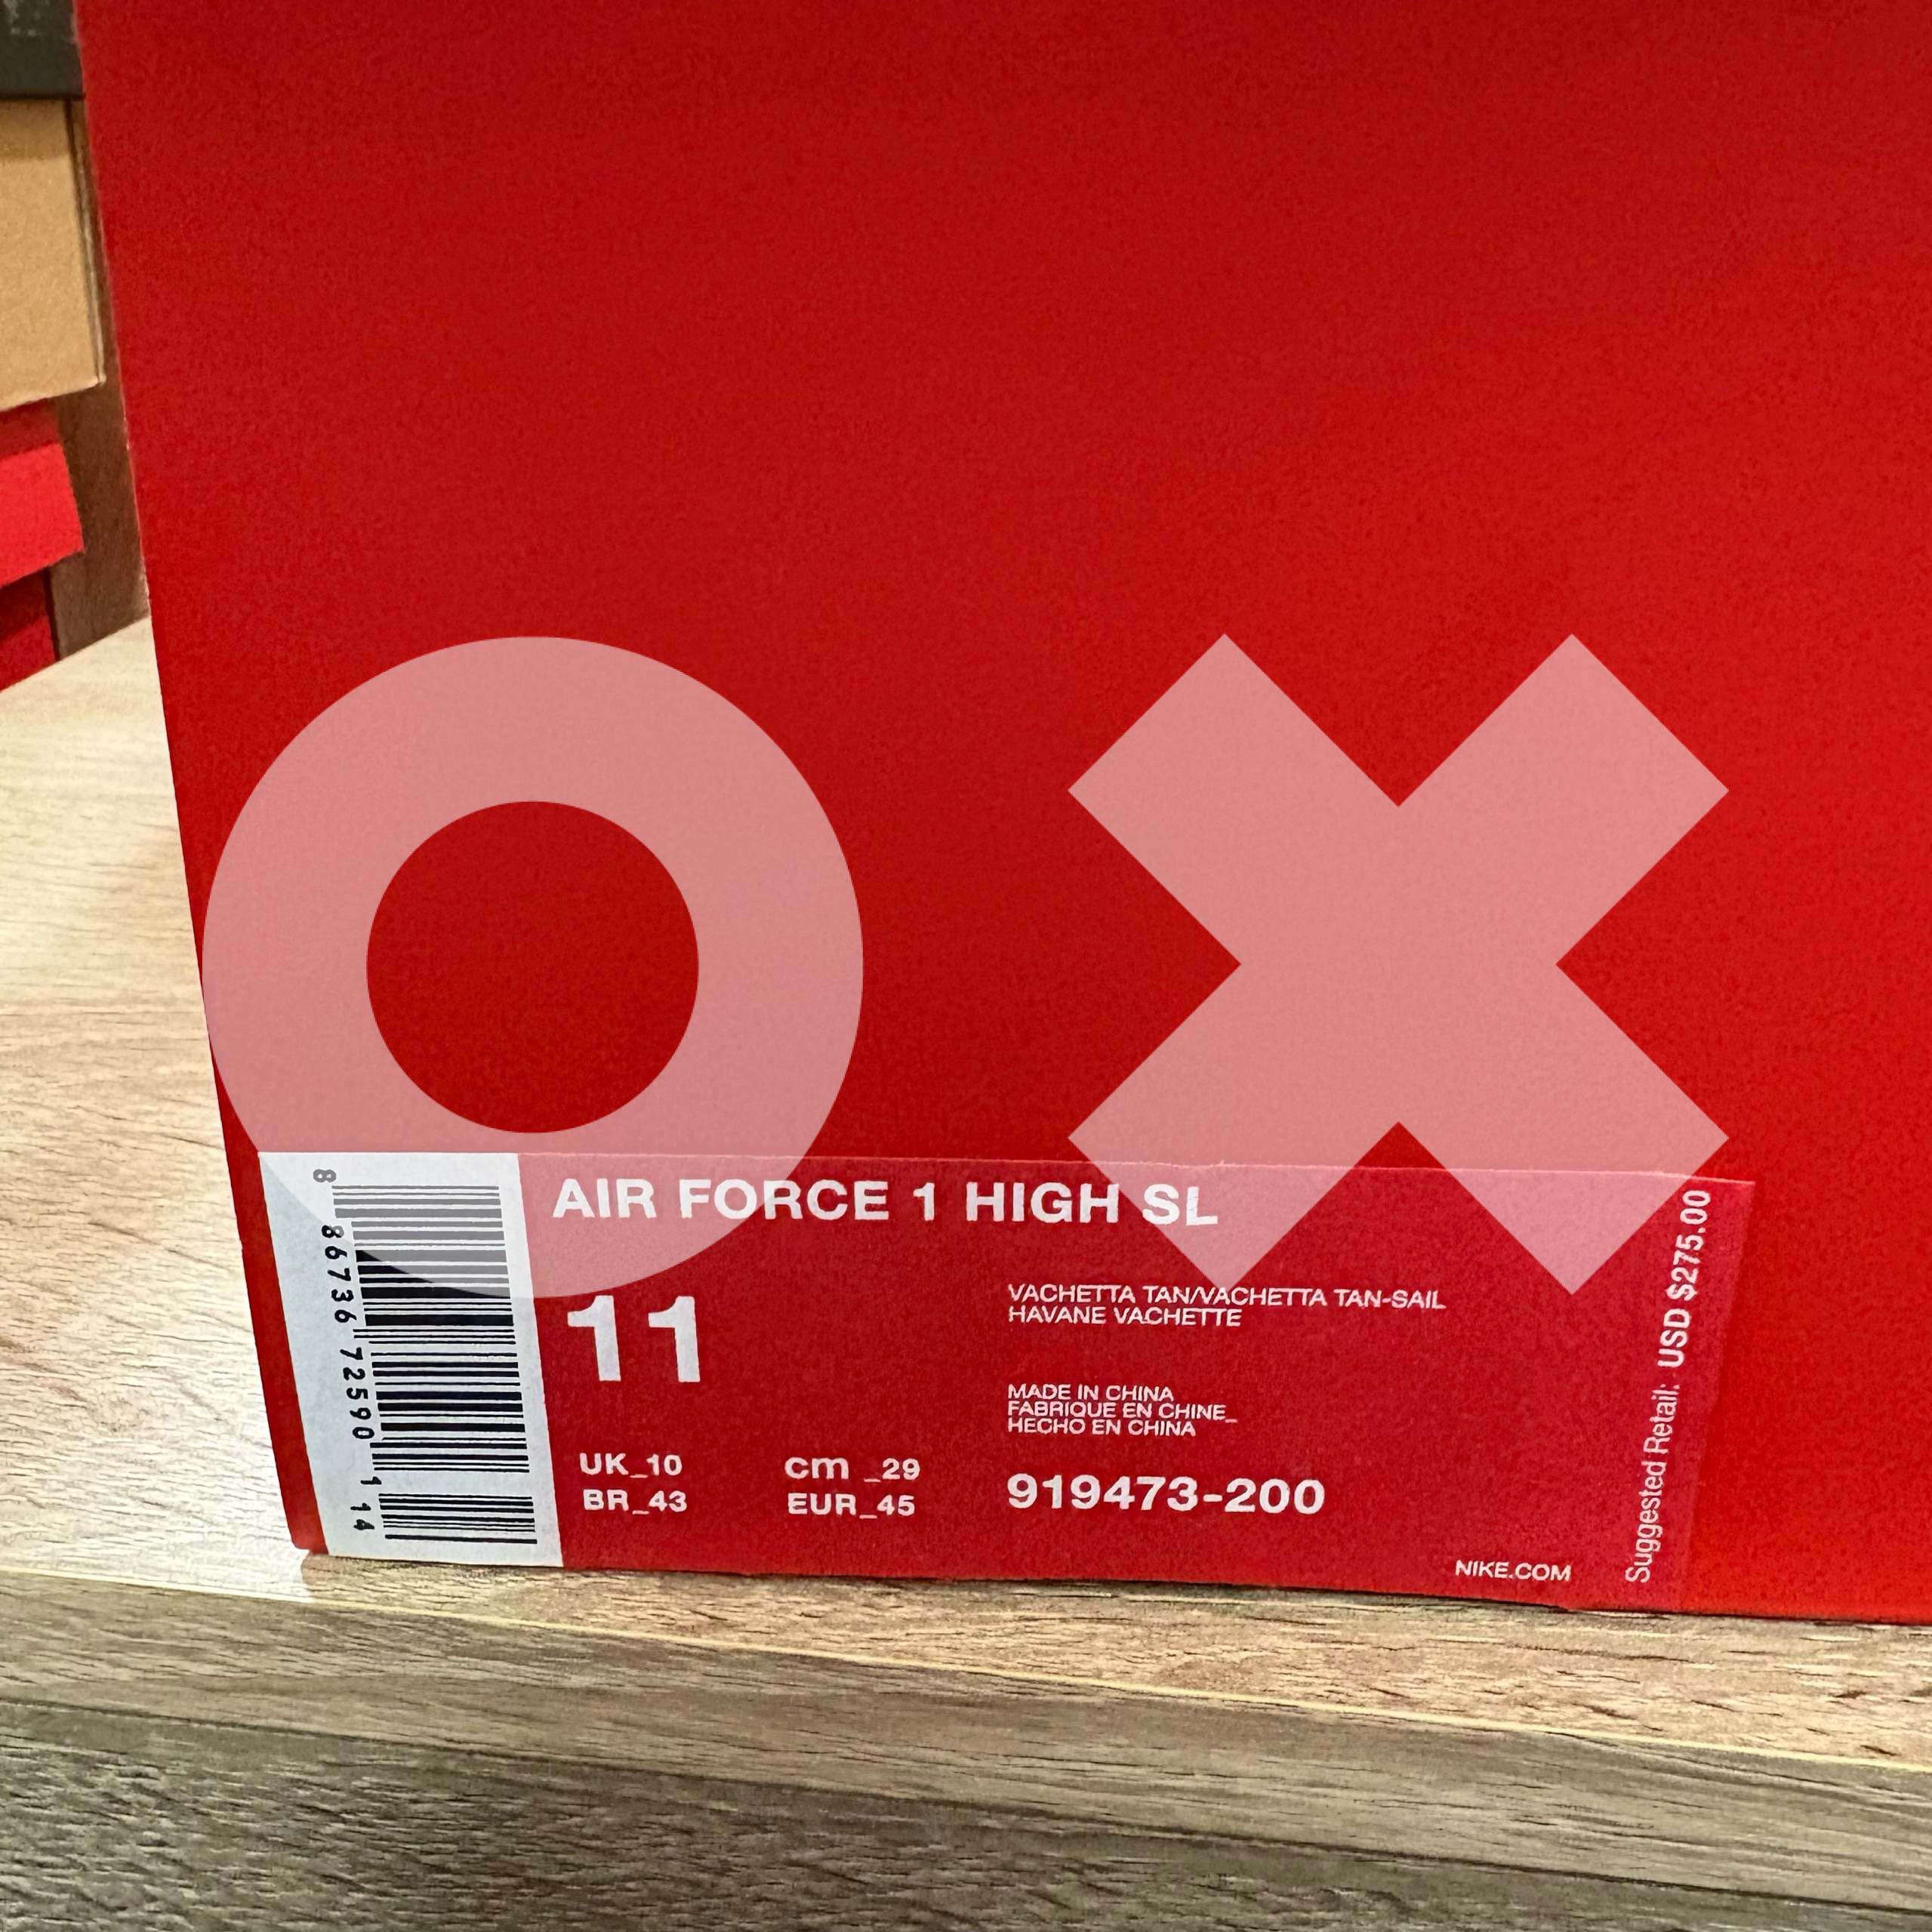 AIR FORCE 1 HIGH SL
11
VACHETTA TAN/VACHETTA TAN-SAIL
HAVANE VACHETTE
MADE IN CHINA
FABRIQUE EN CHINE_
HECHO EN CHINA
UK_10 cm _29
BR_43 EUR_45
919473-200
NIKE.COM
Suggested Retail: USD $275.00
8 86736 72590 1 14
OX